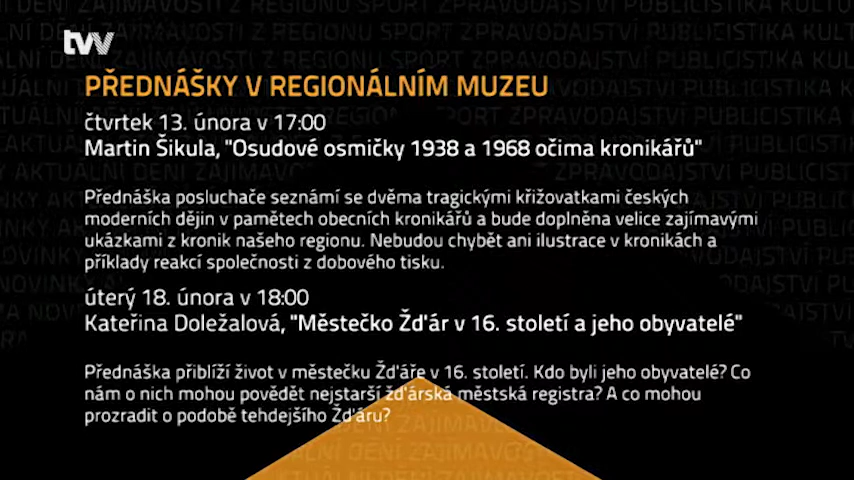 tvv
PŘEDNÁŠKY V REGIONÁLNÍM MUZEU
čtvrtek 13. února v 17:00
Martin Šikula, "Osudové osmičky 1938 a 1968 očima kronikářů"
Přednáška posluchače seznámí se dvěma tragickými křižovatkami českých
moderních dějin v pamětech obecních kronikářů a bude doplněna velice zajímavými
ukázkami z kronik našeho regionu. Nebudou chybět ani ilustrace v kronikách a
příklady reakcí společnosti z dobového tisku.
úterý 18. února v 18:00
Kateřina Doležalová, "Městečko Žďár v 16. století a jeho obyvatelé"
Přednáška přiblíží život v městečku Žďáře v 16. století. Kdo byli jeho obyvatelé? Co
nám o nich mohou povědět nejstarší žďárská městská registra? A co mohou
prozradit o podobě tehdejšího Žďáru?